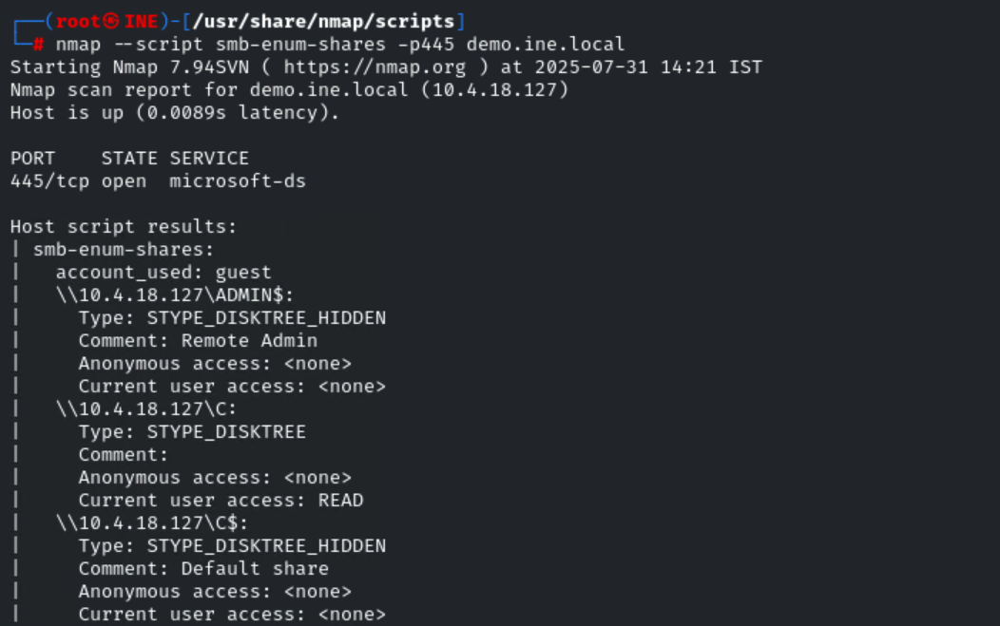 ┌──(root㉿INE)-[/usr/share/nmap/scripts]
└─# nmap --script smb-enum-shares -p445 demo.ine.local
Starting Nmap 7.94SVN ( https://nmap.org ) at 2025-07-31 14:21 IST
Nmap scan report for demo.ine.local (10.4.18.127)
Host is up (0.0089s latency).

PORT    STATE SERVICE
445/tcp open  microsoft-ds

Host script results:
| smb-enum-shares:
|   account_used: guest
|   \\10.4.18.127\ADMIN$:
|     Type: STYPE_DISKTREE_HIDDEN
|     Comment: Remote Admin
|     Anonymous access: <none>
|     Current user access: <none>
|   \\10.4.18.127\C:
|     Type: STYPE_DISKTREE
|     Comment:
|     Anonymous access: <none>
|     Current user access: READ
|   \\10.4.18.127\C$:
|     Type: STYPE_DISKTREE_HIDDEN
|     Comment: Default share
|     Anonymous access: <none>
|     Current user access: <none>